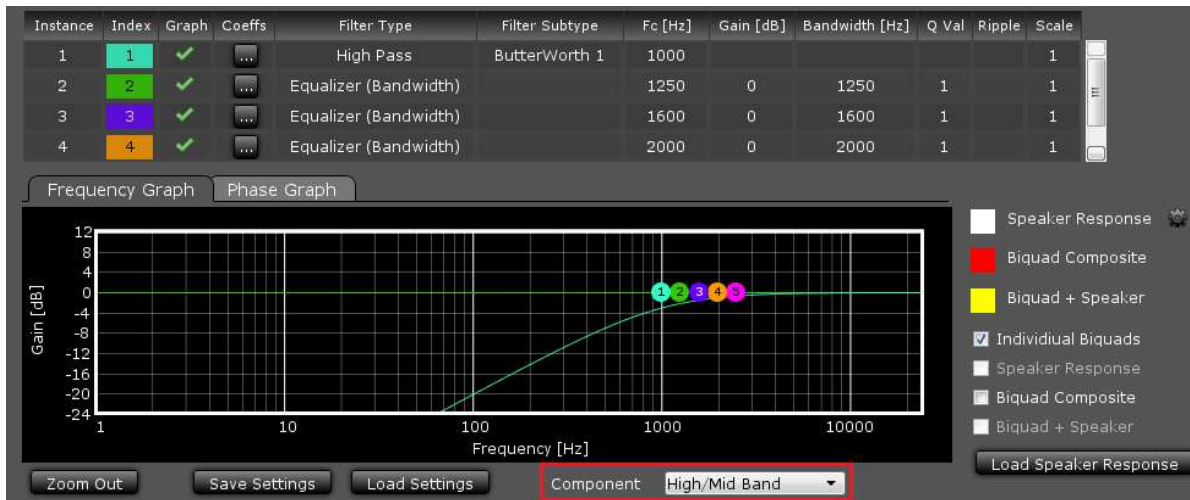 Instance Index Graph Coeffs Filter Type Filter Subtype Fc [Hz] Gain [dB] Bandwidth [Hz] Q Val Ripple Scale
1 1 ... High Pass ButterWorth 1 1000 1
2 2 ... Equalizer (Bandwidth) 1250 0 1250 1 1
3 3 ... Equalizer (Bandwidth) 1600 0 1600 1 1
4 4 ... Equalizer (Bandwidth) 2000 0 2000 1 1
Frequency Graph Phase Graph
Speaker Response
Biquad Composite
Biquad + Speaker
Individiual Biquads
Speaker Response
Biquad Composite
Biquad + Speaker
Load Speaker Response
Gain [dB]
12
8
4
0
-4
-8
-12
-16
-20
-24
1 2 3 4 5
1 10 100 1000 10000
Frequency [Hz]
Zoom Out Save Settings Load Settings Component High/Mid Band